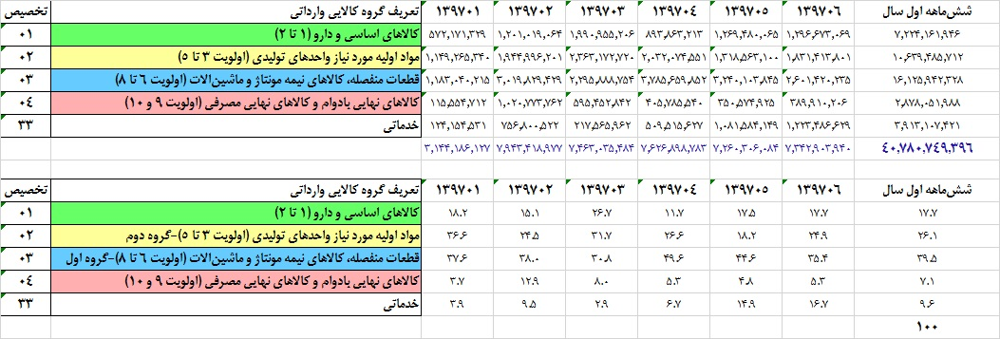 تخصیص تعریف گروه کالایی وارداتی ۱۳۹۷۰۱ ۱۳۹۷۰۲ ۱۳۹۷۰۳ ۱۳۹۷۰۴ ۱۳۹۷۰۵ ۱۳۹۷۰۶ شش‌ماهه اول سال
۰۱ کالاهای اساسی و دارو (۱ تا ۲) ۵۷۲,۱۷۱,۳۲۹ ۱,۲۰۱,۰۱۹,۰۶۴ ۱,۹۹۰,۹۵۵,۲۰۶ ۸۹۳,۸۶۳,۲۱۳ ۱,۲۶۹,۴۸۰,۰۶۵ ۱,۲۹۶,۶۷۳,۰۶۹ ۷,۲۲۴,۱۶۱,۹۴۶
۰۲ مواد اولیه مورد نیاز واحدهای تولیدی (اولویت ۳ تا ۵) ۱,۱۴۹,۲۶۵,۳۴۰ ۱,۹۴۴,۹۹۶,۲۰۱ ۲,۳۶۳,۱۷۲,۷۲۰ ۲,۰۳۲,۰۷۴,۵۵۱ ۱,۳۱۸,۵۶۳,۱۰۰ ۱,۸۳۱,۴۱۳,۸۰۱ ۱۰,۶۳۹,۴۸۵,۷۱۲
۰۳ قطعات منفصله، کالاهای نیمه مونتاژ و ماشین‌الات (اولویت ۶ تا ۸) ۱,۱۸۳,۰۴۰,۲۱۵ ۳,۰۱۹,۸۲۹,۴۲۹ ۲,۲۹۵,۸۸۸,۷۵۴ ۳,۷۸۵,۶۵۹,۸۵۲ ۳,۲۴۰,۱۰۳,۸۴۵ ۲,۶۰۱,۴۲۰,۲۳۵ ۱۶,۱۲۵,۹۴۲,۳۲۸
۰۴ کالاهای نهایی بادوام و کالاهای نهایی مصرفی (اولویت ۹ و ۱۰) ۱۱۵,۵۵۴,۷۱۲ ۱,۰۲۰,۷۷۳,۷۶۲ ۵۹۵,۴۵۲,۸۴۲ ۴۰۵,۷۸۵,۵۴۰ ۳۵۰,۵۷۴,۹۲۵ ۳۸۹,۹۱۰,۲۰۶ ۲,۸۷۸,۰۵۱,۹۸۸
۳۳ خدماتی ۱۲۴,۱۵۴,۵۳۱ ۷۵۶,۸۰۰,۵۲۲ ۲۱۷,۵۶۵,۹۶۲ ۵۰۹,۵۱۵,۶۲۷ ۱,۰۸۱,۵۸۴,۱۴۹ ۱,۲۲۳,۴۸۶,۶۲۹ ۳,۹۱۳,۱۰۷,۴۲۱
۳,۱۴۴,۱۸۶,۱۲۷ ۷,۹۴۳,۴۱۸,۹۷۷ ۷,۴۶۳,۰۳۵,۴۸۴ ۷,۶۲۶,۸۹۸,۷۸۳ ۷,۲۶۰,۳۰۶,۰۸۴ ۷,۳۴۲,۹۰۳,۹۴۰ ۴۰,۷۸۰,۷۴۹,۳۹۶
تخصیص تعریف گروه کالایی وارداتی ۱۳۹۷۰۱ ۱۳۹۷۰۲ ۱۳۹۷۰۳ ۱۳۹۷۰۴ ۱۳۹۷۰۵ ۱۳۹۷۰۶ شش‌ماهه اول سال
۰۱ کالاهای اساسی و دارو (۱ تا ۲) ۱۸.۲ ۱۵.۱ ۲۶.۷ ۱۱.۷ ۱۷.۵ ۱۷.۷ ۱۷.۷
۰۲ مواد اولیه مورد نیاز واحدهای تولیدی (اولویت ۳ تا ۵)-گروه دوم ۳۶.۶ ۲۴.۵ ۳۱.۷ ۲۶.۶ ۱۸.۲ ۲۴.۹ ۲۶.۱
۰۳ قطعات منفصله، کالاهای نیمه مونتاژ و ماشین‌الات (اولویت ۶ تا ۸)-گروه اول ۳۷.۶ ۳۸.۰ ۳۰.۸ ۴۹.۶ ۴۴.۶ ۳۵.۴ ۳۹.۵
۰۴ کالاهای نهایی بادوام و کالاهای نهایی مصرفی (اولویت ۹ و ۱۰) ۳.۷ ۱۲.۹ ۸.۰ ۵.۳ ۴.۸ ۵.۳ ۷.۱
۳۳ خدماتی ۳.۹ ۹.۵ ۲.۹ ۶.۷ ۱۴.۹ ۱۶.۷ ۹.۶
۱۰۰